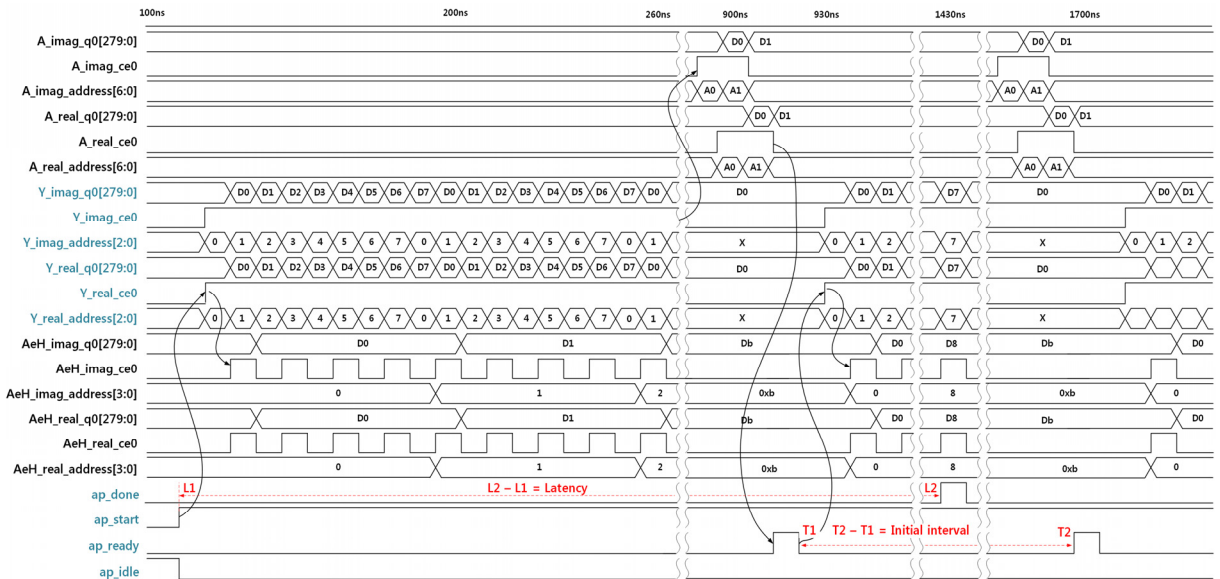 100ns 200ns 260ns 900ns 930ns 1430ns 1700ns
A_imag_q0[279:0] D0 D1 D0 D1
A_imag_ce0
A_imag_address[6:0] A0 A1 A0 A1
A_real_q0[279:0] D0 D1 D0 D1
A_real_ce0
A_real_address[6:0] A0 A1 A0 A1
Y_imag_q0[279:0] D0 D1 D2 D3 D4 D5 D6 D7 D0 D1 D2 D3 D4 D5 D6 D7 D0 D0 D0 D1 D7 D0 D0 D1
Y_imag_ce0
Y_imag_address[2:0] 0 1 2 3 4 5 6 7 0 1 2 3 4 5 6 7 0 1 X 0 1 2 7 X 0 1 2
Y_real_q0[279:0] D0 D1 D2 D3 D4 D5 D6 D7 D0 D1 D2 D3 D4 D5 D6 D7 D0 D0 D0 D1 D7 D0
Y_real_ce0
Y_real_address[2:0] 0 1 2 3 4 5 6 7 0 1 2 3 4 5 6 7 0 1 X 0 1 2 7 X
AeH_imag_q0[279:0] D0 D1 Db D0 D8 Db D0
AeH_imag_ce0
AeH_imag_address[3:0] 0 1 2 0xb 0 8 0xb 0
AeH_real_q0[279:0] D0 D1 Db D0 D8 Db D0
AeH_real_ce0
AeH_real_address[3:0] 0 1 2 0xb 0 8 0xb 0
ap_done L1 L2 – L1 = Latency L2
ap_start
ap_ready T1 T2 – T1 = Initial interval T2
ap_idle